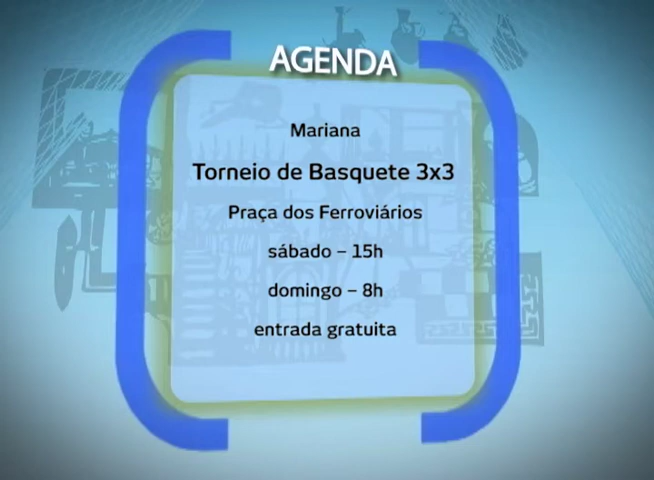 AGENDA
Mariana
Torneio de Basquete 3x3
Praça dos Ferroviários
sábado – 15h
domingo – 8h
entrada gratuita